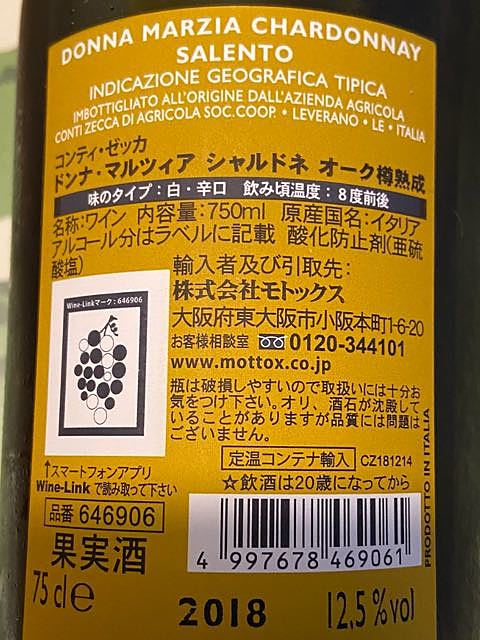 DONNA MARZIA CHARDONNAY
SALENTO
INDICAZIONE GEOGRAFICA TIPICA
IMBOTTIGLIATO ALL'ORIGINE DALL'AZIENDA AGRICOLA
CONTI ZECCA DI AGRICOLA SOC.COOP. • LEVERANO • LE • ITALIA
コンティ・ゼッカ
ドンナ・マルツィア シャルドネ オーク樽熟成
味のタイプ：白・辛口 飲み頃温度：8度前後
名称：ワイン 内容量：750ml 原産国名：イタリア
アルコール分はラベルに記載 酸化防止剤(亜硫
酸塩)
輸入者及び引取先：
株式会社モトックス
大阪府東大阪市小阪本町1-6-20
お客様相談室 0120-344101
www.mottox.co.jp
瓶は破損しやすいので取扱いには十分お
気をつけ下さい。オリ、酒石が沈殿して
いることがありますが品質には問題は
ございません。
Wine-Linkマーク：646906
↑スマートフォンアプリ
Wine-Link で読み取って下さい
定温コンテナ輸入 CZ181214
☆飲酒は20歳になってから
品番 646906
果実酒
4 997678 469061
PRODOTTO IN ITALIA
75 cl e
2018
12,5 % vol